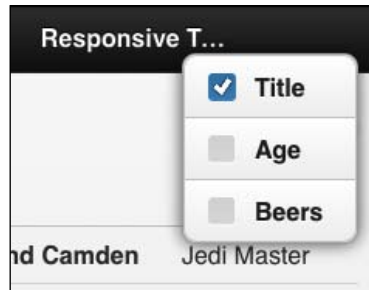 Responsive T...
Title
Age
Beers
nd Camden Jedi Master